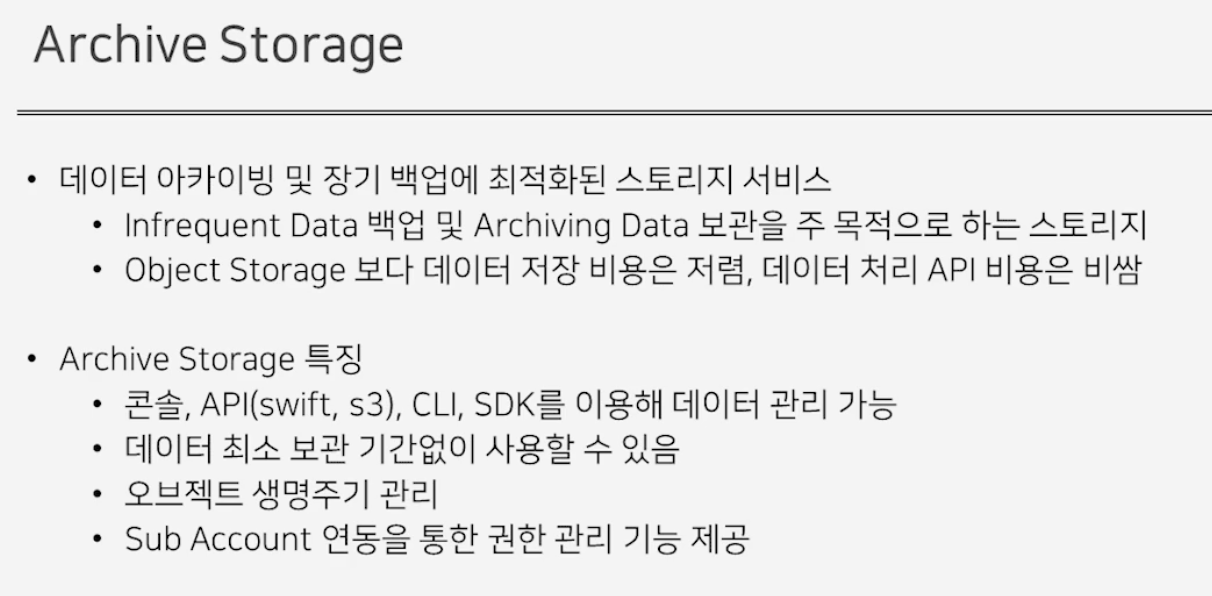 Archive Storage
• 데이터 아카이빙 및 장기 백업에 최적화된 스토리지 서비스
• Infrequent Data 백업 및 Archiving Data 보관을 주 목적으로 하는 스토리지
• Object Storage 보다 데이터 저장 비용은 저렴, 데이터 처리 API 비용은 비쌈
• Archive Storage 특징
• 콘솔, API(swift, s3), CLI, SDK를 이용해 데이터 관리 가능
• 데이터 최소 보관 기간없이 사용할 수 있음
• 오브젝트 생명주기 관리
• Sub Account 연동을 통한 권한 관리 기능 제공